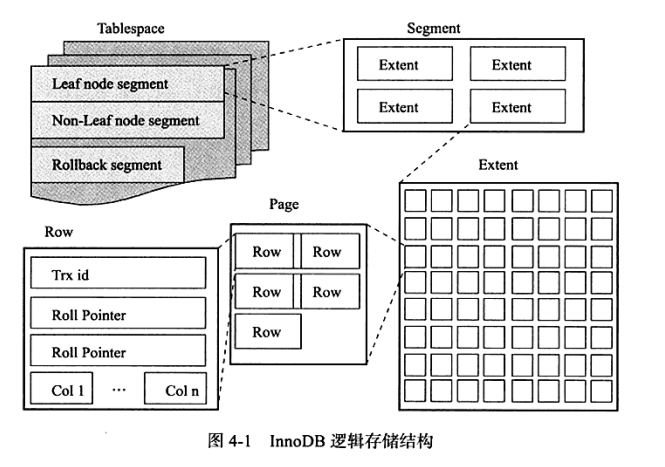 Tablespace
Leaf node segment
Non-Leaf node segment
Rollback segment
Segment
Extent Extent
Extent Extent
Extent
Page
Row Row
Row Row
Row
Row
Trx id
Roll Pointer
Roll Pointer
Col 1 … Col n
图 4-1 InnoDB 逻辑存储结构